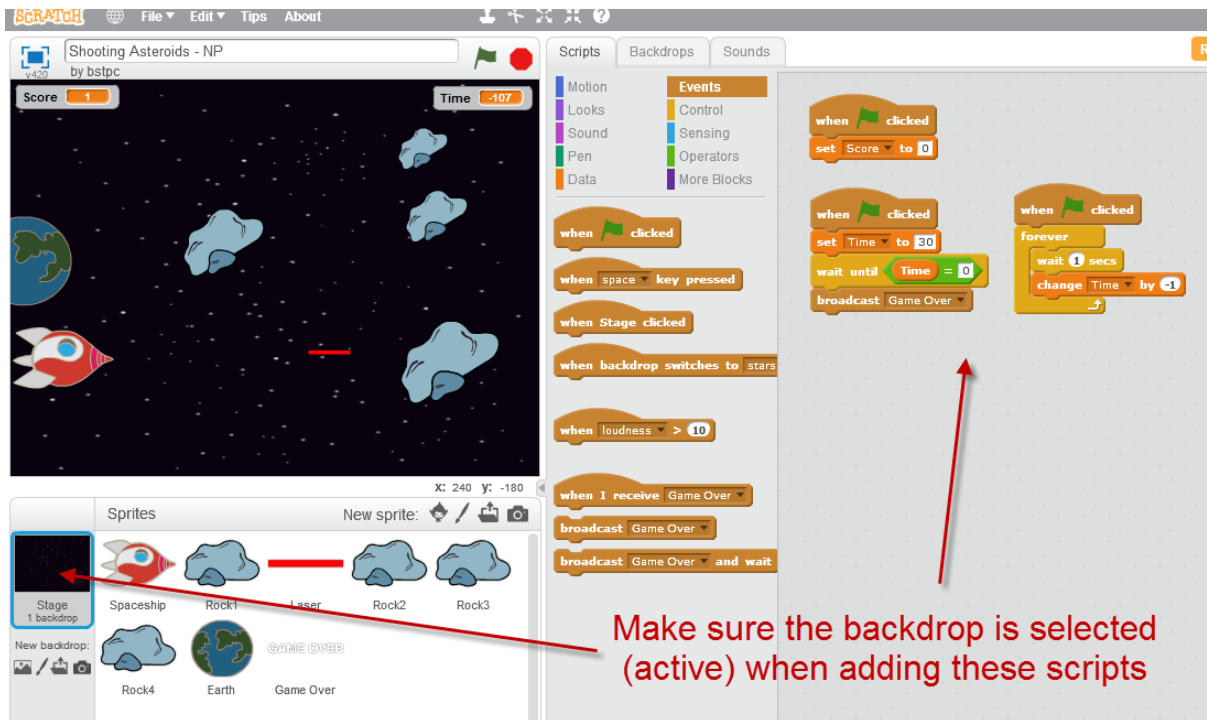 SCRATCH File Edit Tips About
Shooting Asteroids - NP
v420 by bstpc
Score 1
Time -107
x: 240 y: -180
Sprites New sprite:
Stage
1 backdrop
New backdrop:
Spaceship Rock1 Laser Rock2 Rock3
GAME OVER
Rock4 Earth Game Over
Scripts Backdrops Sounds
Motion Events
Looks Control
Sound Sensing
Pen Operators
Data More Blocks
when clicked
when space key pressed
when Stage clicked
when backdrop switches to stars
when loudness > 10
when I receive Game Over
broadcast Game Over
broadcast Game Over and wait
when clicked
set Score to 0
when clicked
set Time to 30
wait until Time = 0
broadcast Game Over
when clicked
forever
wait 1 secs
change Time by -1
Make sure the backdrop is selected
(active) when adding these scripts